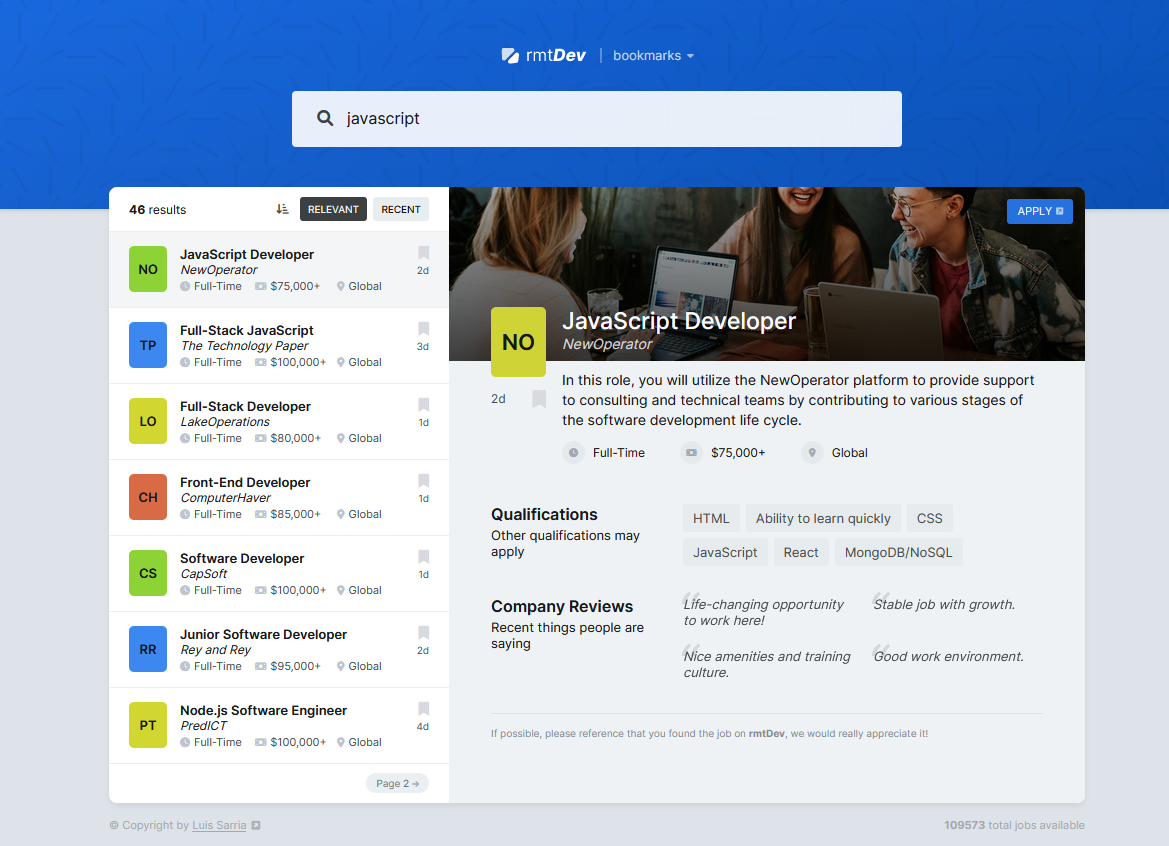 rmtDev | bookmarks
javascript
46 results RELEVANT RECENT
NO
JavaScript Developer
NewOperator
2d
Full-Time $75,000+ Global
TP
Full-Stack JavaScript
The Technology Paper
3d
Full-Time $100,000+ Global
LO
Full-Stack Developer
LakeOperations
1d
Full-Time $80,000+ Global
CH
Front-End Developer
ComputerHaver
1d
Full-Time $85,000+ Global
CS
Software Developer
CapSoft
1d
Full-Time $100,000+ Global
RR
Junior Software Developer
Rey and Rey
2d
Full-Time $95,000+ Global
PT
Node.js Software Engineer
PredICT
4d
Full-Time $100,000+ Global
Page 2 →
APPLY
NO
JavaScript Developer
NewOperator
2d
In this role, you will utilize the NewOperator platform to provide support
to consulting and technical teams by contributing to various stages of
the software development life cycle.
Full-Time $75,000+ Global
Qualifications
Other qualifications may
apply
HTML Ability to learn quickly CSS
JavaScript React MongoDB/NoSQL
Company Reviews
Recent things people are
saying
“Life-changing opportunity
to work here!
“Stable job with growth.
“Nice amenities and training
culture.
“Good work environment.
If possible, please reference that you found the job on rmtDev, we would really appreciate it!
© Copyright by Luis Sarria
109573 total jobs available